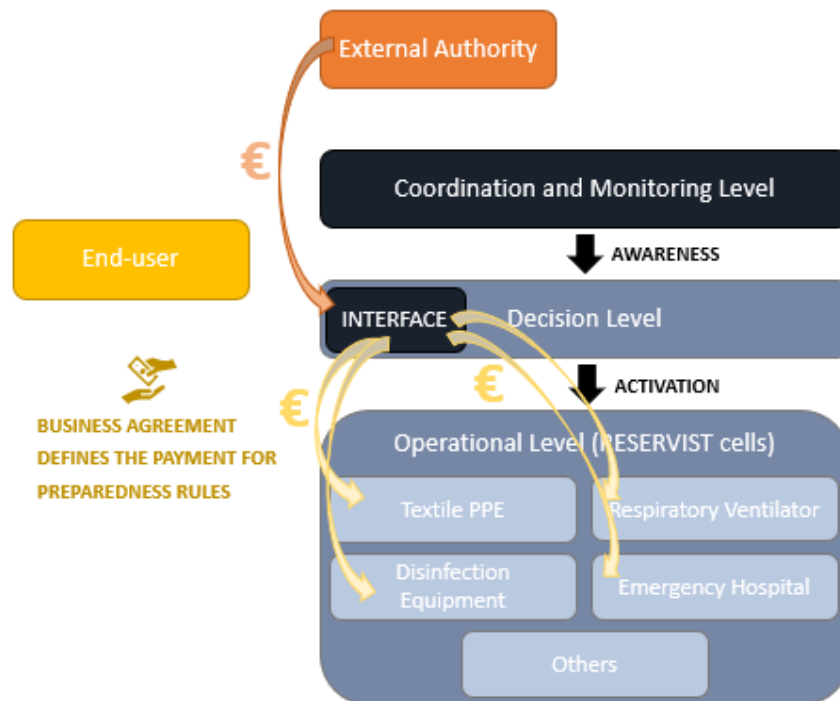 External Authority
€
Coordination and Monitoring Level
End-user
AWARENESS
INTERFACE
Decision Level
ACTIVATION
€
€
BUSINESS AGREEMENT
DEFINES THE PAYMENT FOR
PREPAREDNESS RULES
Operational Level (RESERVIST cells)
Textile PPE
Respiratory Ventilator
Disinfection
Equipment
Emergency Hospital
Others